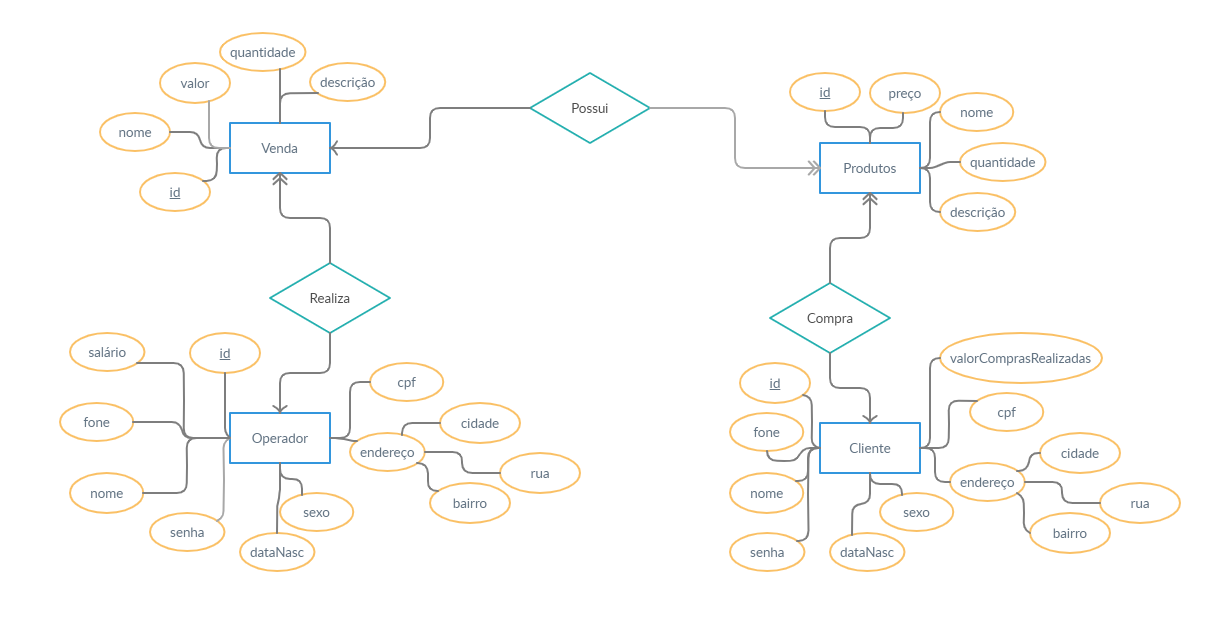 quantidade
valor
descrição
nome
Venda
id
Possui
id
preço
nome
Produtos
quantidade
descrição
Realiza
Compra
salário
id
cpf
fone
Operador
cidade
endereço
rua
nome
bairro
senha
sexo
dataNasc
valorComprasRealizadas
id
cpf
fone
Cliente
cidade
endereço
rua
nome
bairro
sexo
senha
dataNasc